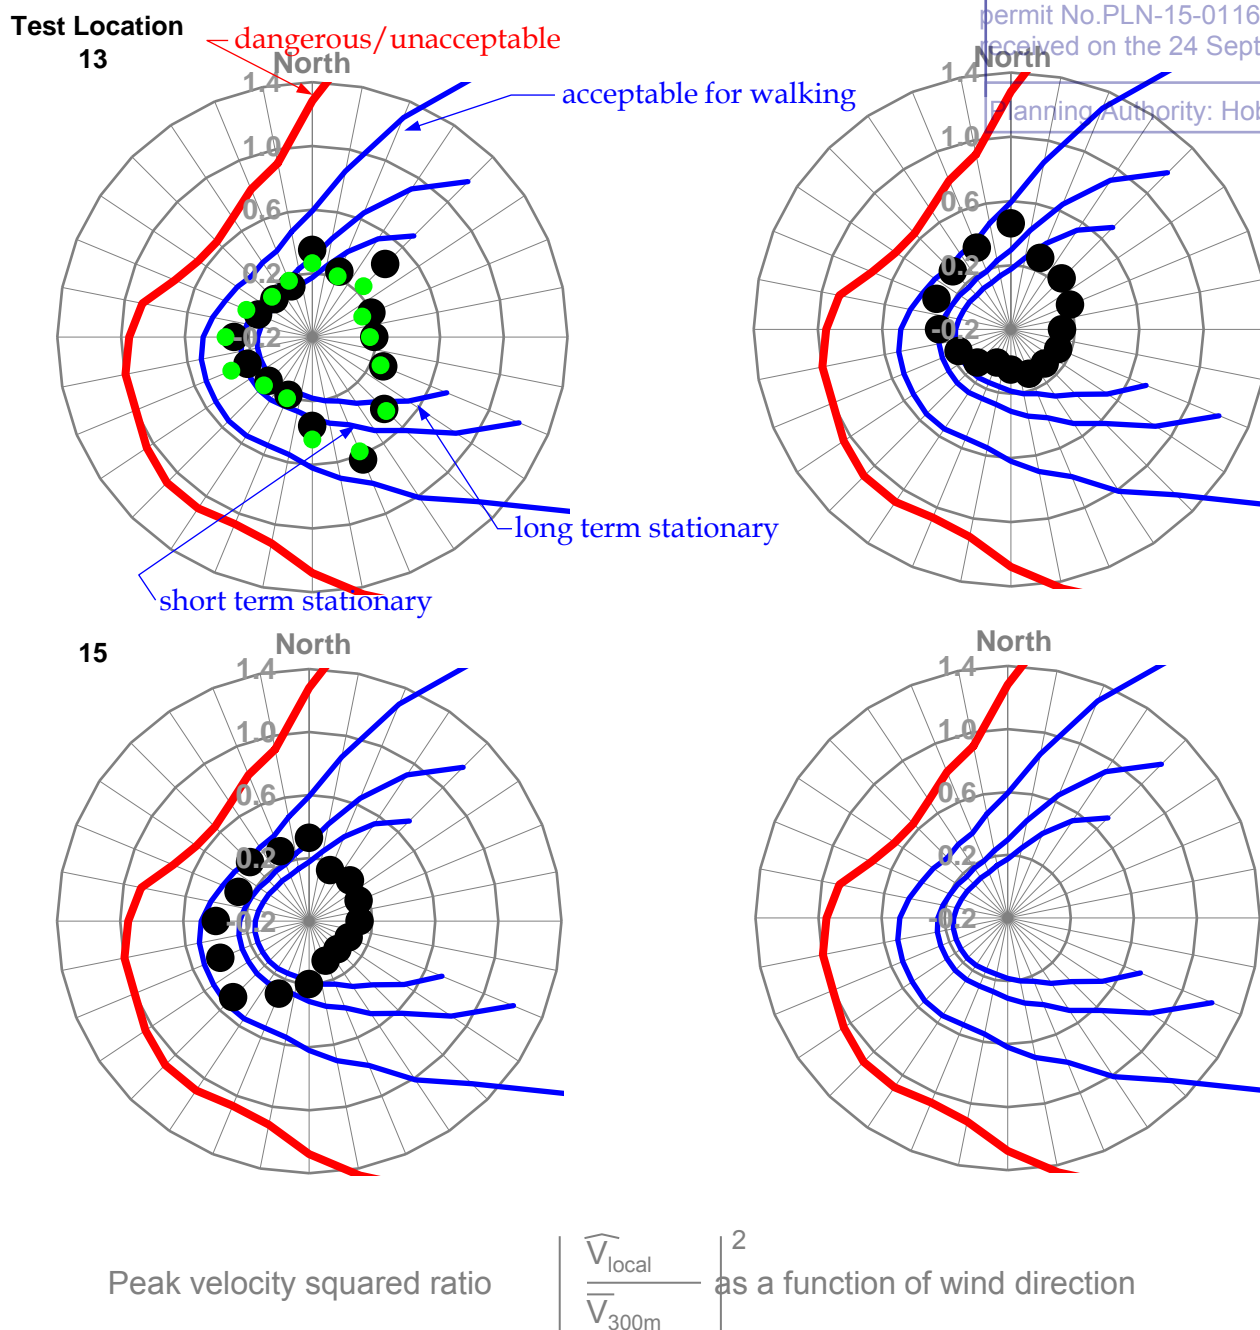 permit No.PLN-15-0116
received on the 24 Sept
Planning Authority: Hob
Test Location
13
dangerous/unacceptable
North
1.4
1.0
0.6
0.2
-0.2
acceptable for walking
long term stationary
short term stationary
North
1.4
1.0
0.6
0.2
-0.2
15
North
1.4
1.0
0.6
0.2
-0.2
North
1.4
1.0
0.6
0.2
-0.2
Peak velocity squared ratio | V̂local / V̄300m |² as a function of wind direction